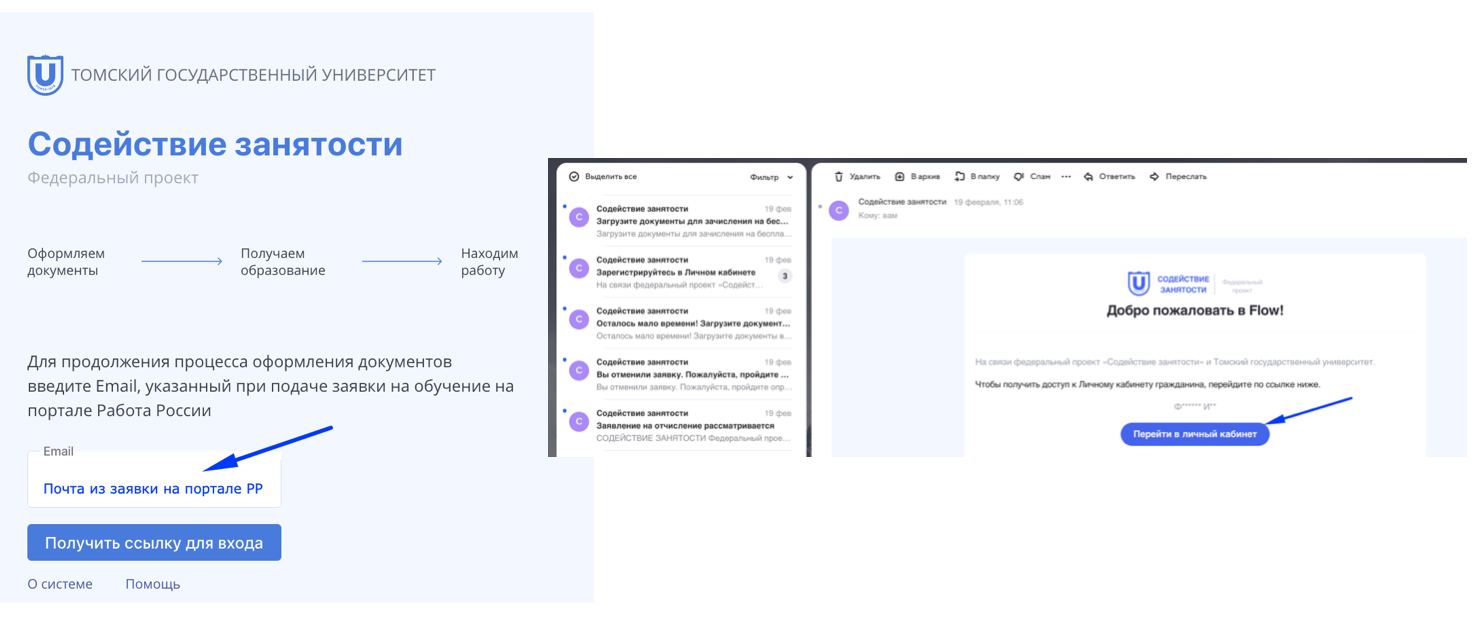 ТОМСКИЙ ГОСУДАРСТВЕННЫЙ УНИВЕРСИТЕТ
Содействие занятости
Федеральный проект
Оформляем
документы
Получаем
образование
Находим
работу
Для продолжения процесса оформления документов
введите Email, указанный при подаче заявки на обучение на
портале Работа России
Email
Почта из заявки на портале РР
Получить ссылку для входа
О системе Помощь
Выделить все Фильтр
С
Содействие занятости 19 фев
Загрузите документы для зачисления на бес...
Загрузите документы для зачисления на беспла...
С
Содействие занятости 19 фев
Зарегистрируйтесь в Личном кабинете 3
На связи федеральный проект «Содейст...
С
Содействие занятости 19 фев
Осталось мало времени! Загрузите документ...
Осталось мало времени! Загрузите документы в...
С
Содействие занятости 19 фев
Вы отменили заявку. Пожалуйста, пройдите ...
Вы отменили заявку. Пожалуйста, пройдите опр...
С
Содействие занятости 19 фев
Заявление на отчисление рассматривается
СОДЕЙСТВИЕ ЗАНЯТОСТИ Федеральный прое...
Удалить В архив В папку Спам ... Ответить Переслать
С
Содействие занятости 19 февраля, 11:06
Кому: вам
СОДЕЙСТВИЕ
ЗАНЯТОСТИ
Федеральный
проект
Добро пожаловать в Flow!
На связи федеральный проект «Содействие занятости» и Томский государственный университет.
Чтобы получить доступ к Личному кабинету гражданина, перейдите по ссылке ниже.
Ф****** И**
Перейти в личный кабинет